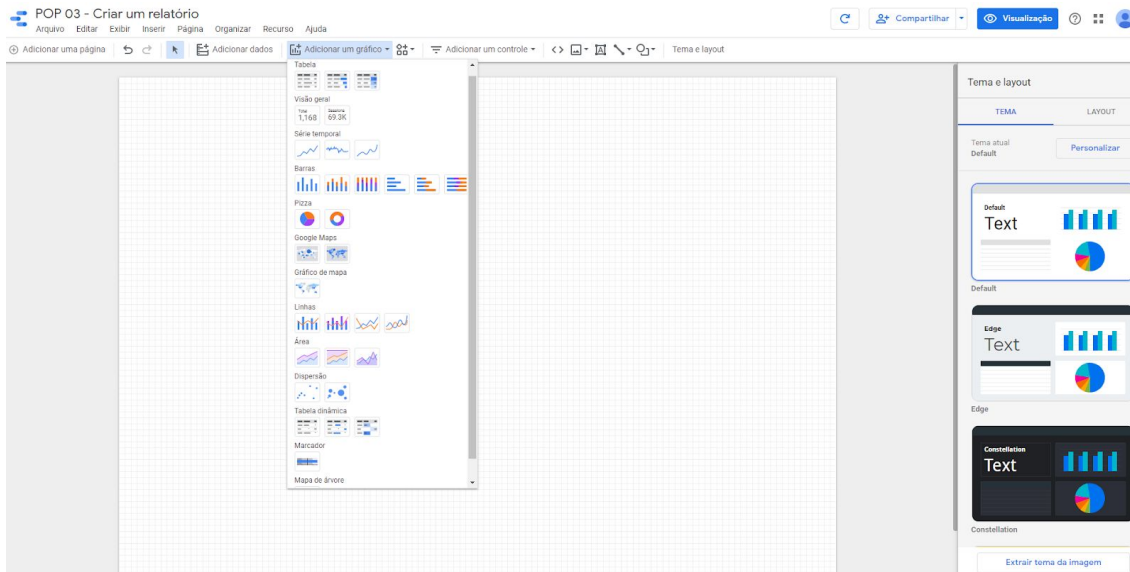 POP 03 - Criar um relatório
Arquivo Editar Exibir Inserir Página Organizar Recurso Ajuda
Compartilhar
Visualização
Adicionar uma página
Adicionar dados
Adicionar um gráfico
Adicionar um controle
Tema e layout
Tabela
Visão geral
Total
1,168
69.3K
Série temporal
Barras
Pizza
Google Maps
Gráfico de mapa
Linhas
Área
Dispersão
Tabela dinâmica
Marcador
Mapa de árvore
Tema e layout
TEMA LAYOUT
Tema atual
Default
Personalizar
Default
Text
Default
Edge
Text
Edge
Constellation
Text
Constellation
Extrair tema da imagem